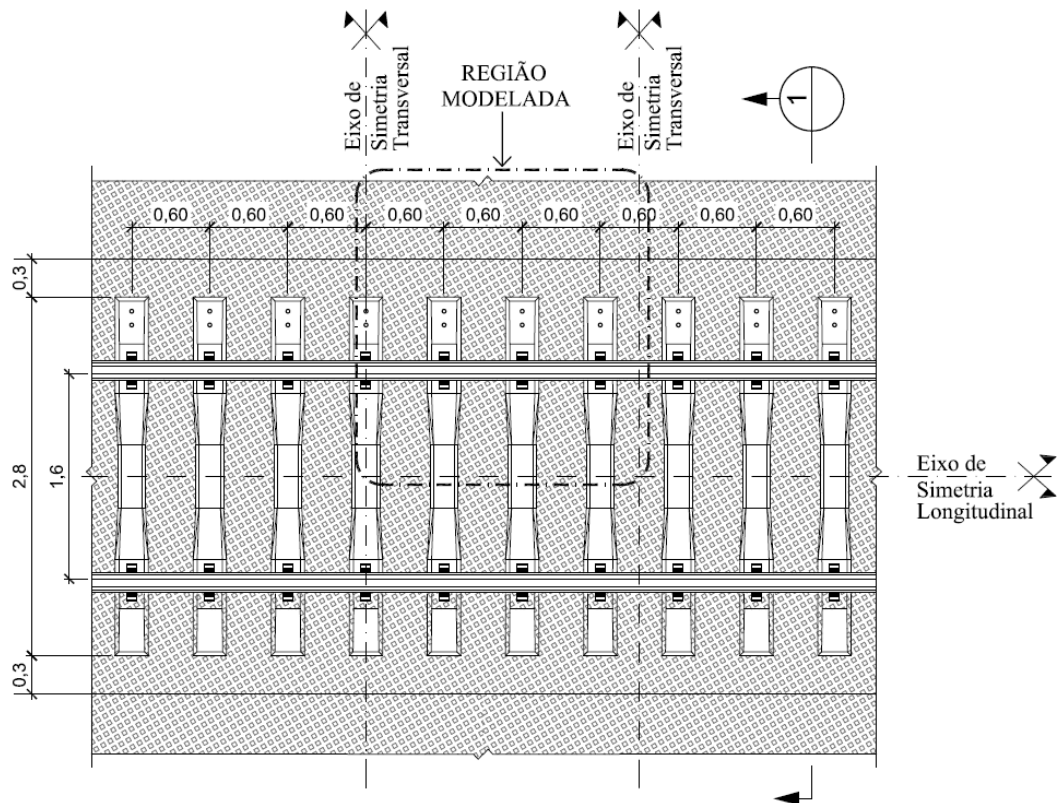 Eixo de
Simetria
Transversal
REGIÃO
MODELADA
Eixo de
Simetria
Transversal
1
0,60
0,60
0,60
0,60
0,60
0,60
0,60
0,60
0,60
0,3
2,8
1,6
0,3
Eixo de
Simetria
Longitudinal